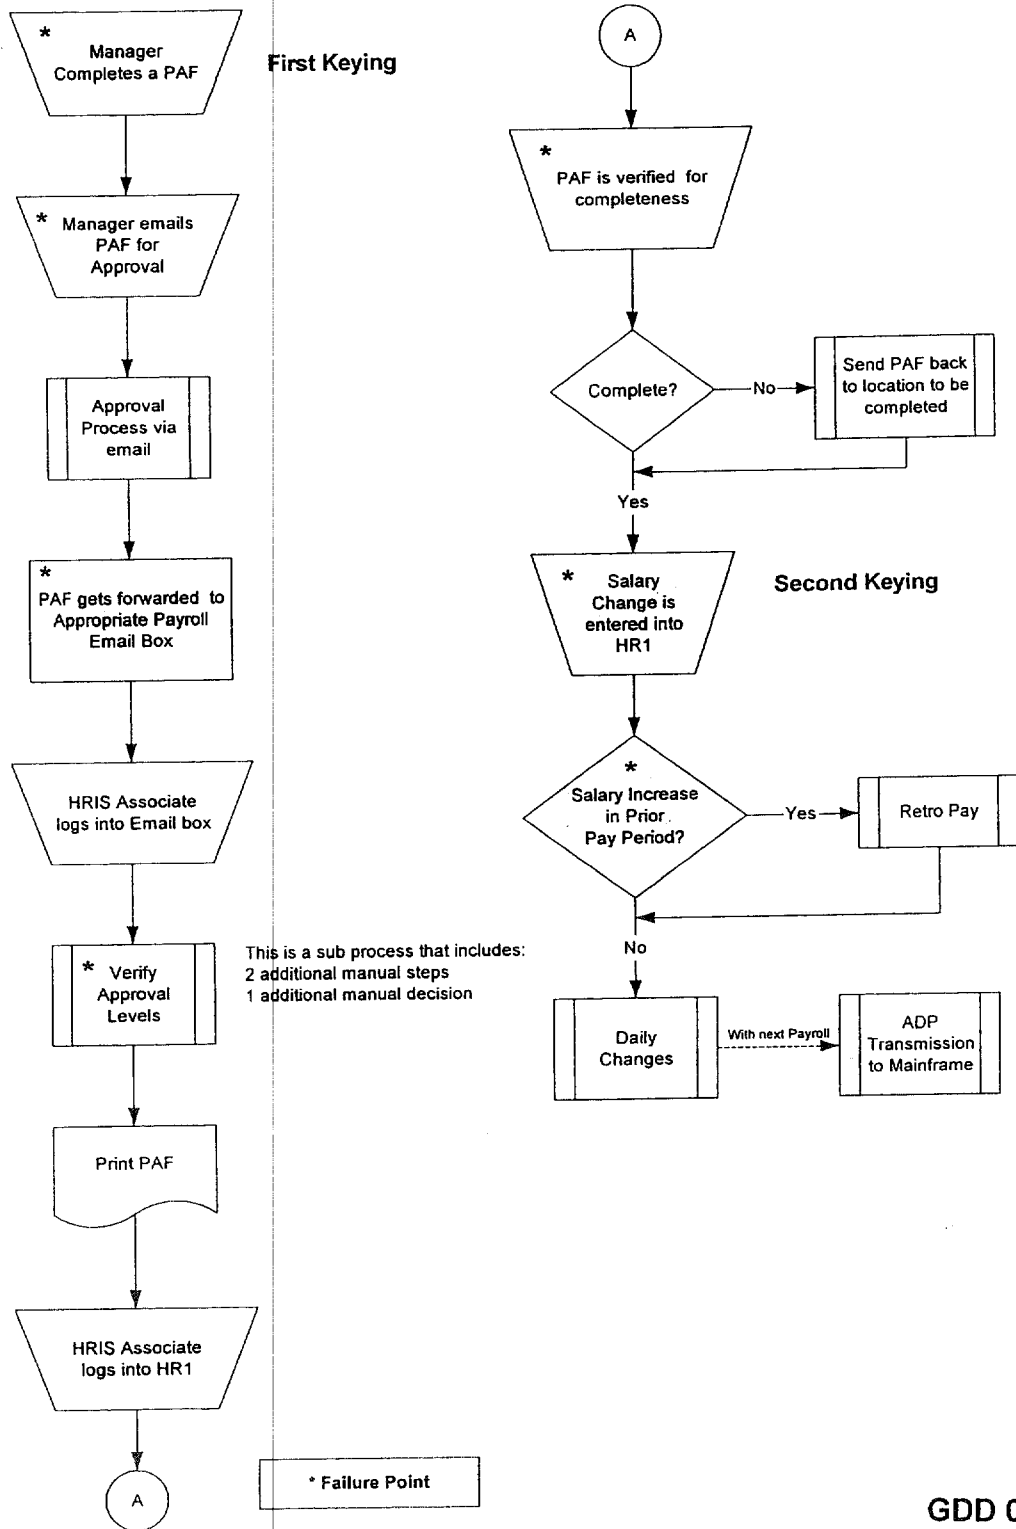 *
Manager
Completes a PAF
First Keying
* Manager emails
PAF for
Approval
Approval
Process via
email
*
PAF gets forwarded to
Appropriate Payroll
Email Box
HRIS Associate
logs into Email box
* Verify
Approval
Levels
This is a sub process that includes:
2 additional manual steps
1 additional manual decision
Print PAF
HRIS Associate
logs into HR1
A
* Failure Point
A
*
PAF is verified for
completeness
Complete?
No
Send PAF back
to location to be
completed
Yes
* Salary
Change is
entered into
HR1
Second Keying
*
Salary Increase
in Prior
Pay Period?
Yes
Retro Pay
No
Daily
Changes
With next Payroll
ADP
Transmission
to Mainframe
GDD 0